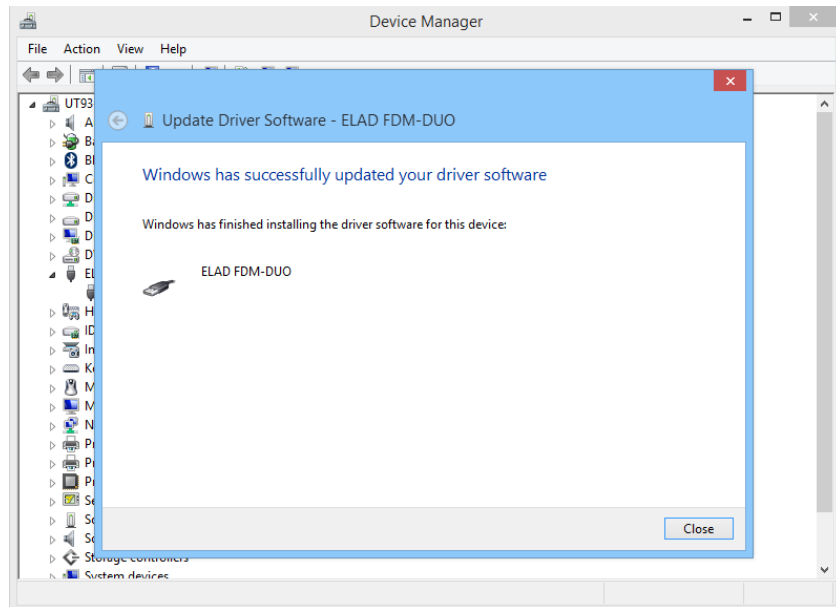 Device Manager
File Action View Help
UT93
Update Driver Software - ELAD FDM-DUO
Windows has successfully updated your driver software
Windows has finished installing the driver software for this device:
ELAD FDM-DUO
Close
Storage controllers
System devices